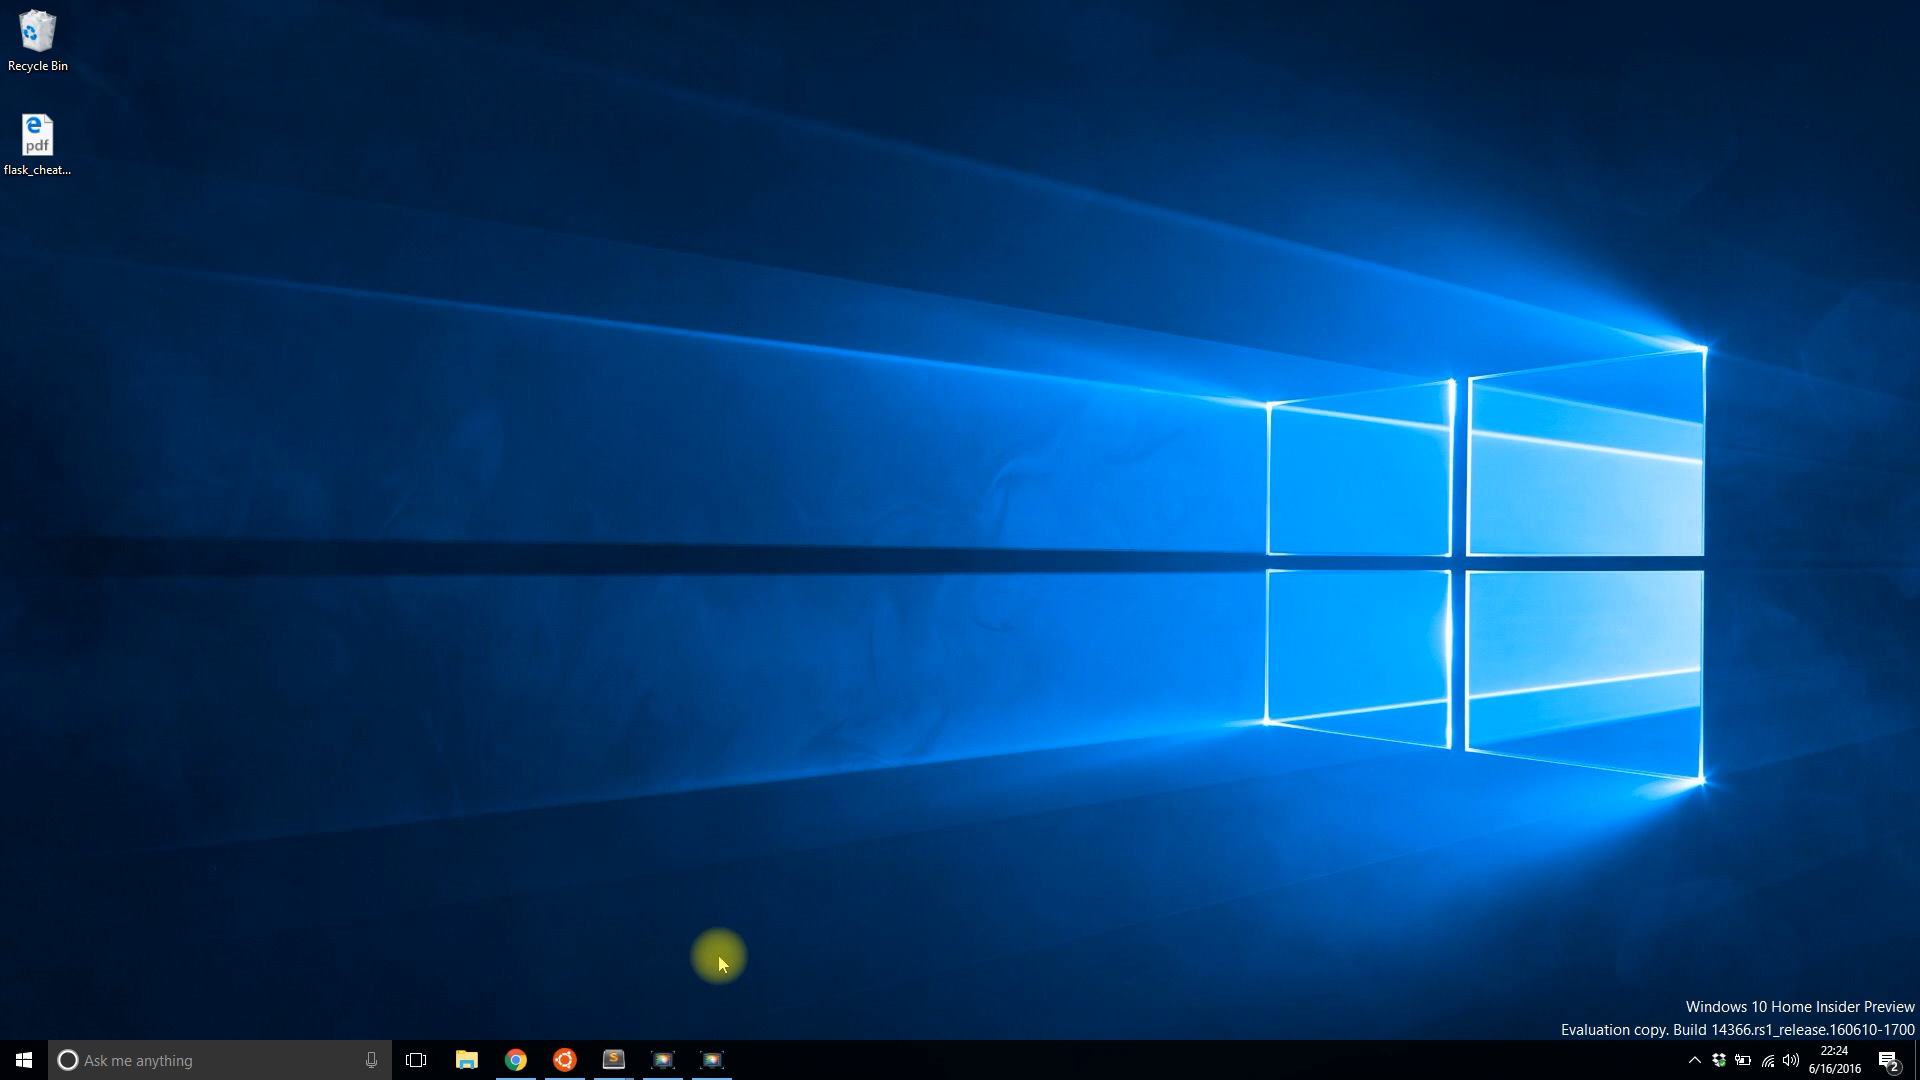 Recycle Bin
pdf
flask_cheat...
Windows 10 Home Insider Preview
Evaluation copy. Build 14366.rs1_release.160610-1700
Ask me anything
S
22:24
6/16/2016
2